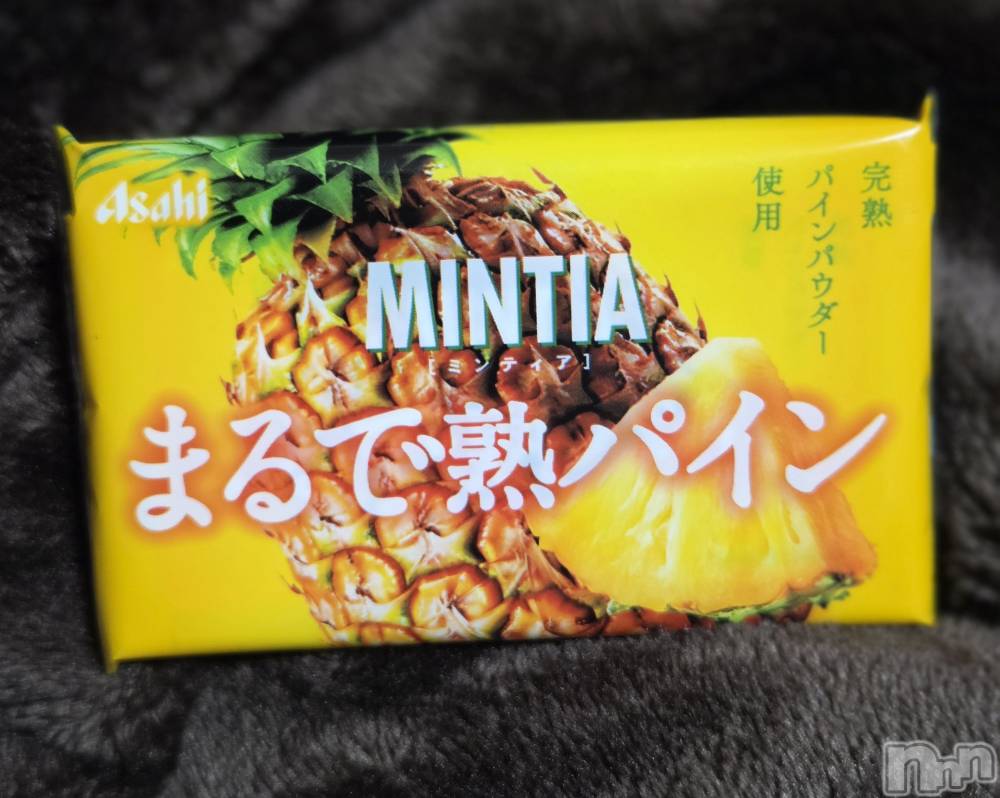 Asahi
完熟
パインパウダー
使用
MINTIA
[ミンティア]
まるで熟パイン
nnn